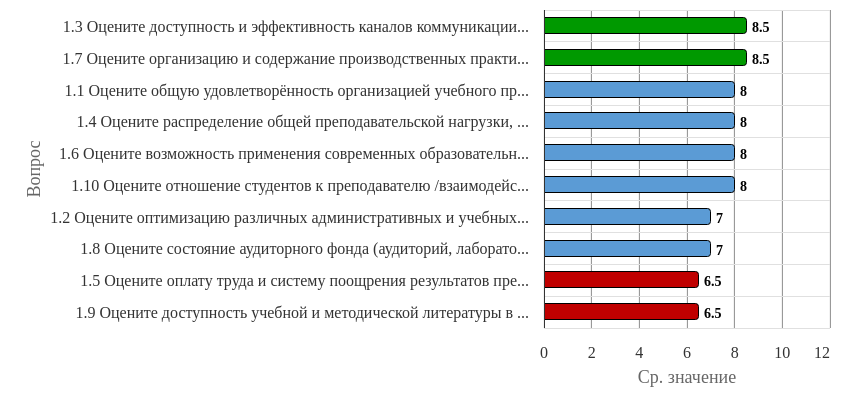 1.3 Оцените доступность и эффективность каналов коммуникации... 8.5
1.7 Оцените организацию и содержание производственных практи... 8.5
1.1 Оцените общую удовлетворённость организацией учебного пр... 8
1.4 Оцените распределение общей преподавательской нагрузки, ... 8
1.6 Оцените возможность применения современных образовательн... 8
1.10 Оцените отношение студентов к преподавателю /взаимодейс... 8
1.2 Оцените оптимизацию различных административных и учебных... 7
1.8 Оцените состояние аудиторного фонда (аудиторий, лаборато... 7
1.5 Оцените оплату труда и систему поощрения результатов пре... 6.5
1.9 Оцените доступность учебной и методической литературы в ... 6.5
Вопрос
0 2 4 6 8 10 12
Ср. значение